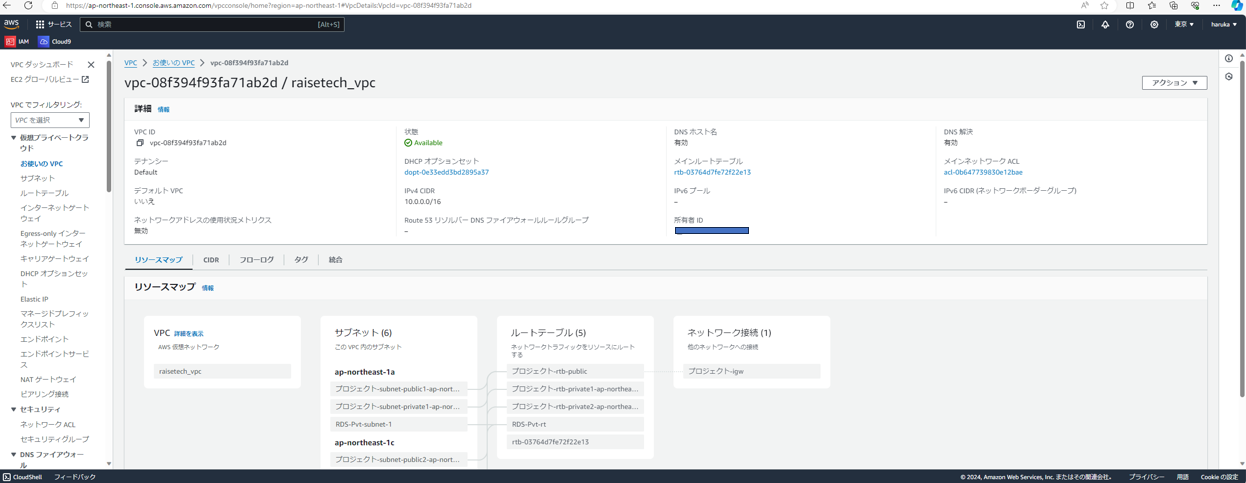 https://ap-northeast-1.console.aws.amazon.com/vpcconsole/home?region=ap-northeast-1#VpcDetails:VpcId=vpc-08f394f93fa71ab2d
aws サービス 検索 [Alt+S] 東京 ▼ haruka ▼
IAM Cloud9
VPC ダッシュボード
EC2 グローバルビュー
VPC でフィルタリング:
VPC を選択
仮想プライベートクラウド
お使いの VPC
サブネット
ルートテーブル
インターネットゲートウェイ
Egress-only インターネットゲートウェイ
キャリアゲートウェイ
DHCP オプションセット
Elastic IP
マネージドプレフィックスリスト
エンドポイント
エンドポイントサービス
NAT ゲートウェイ
ピアリング接続
セキュリティ
ネットワーク ACL
セキュリティグループ
DNS ファイアウォール
VPC > お使いの VPC > vpc-08f394f93fa71ab2d
vpc-08f394f93fa71ab2d / raisetech_vpc
アクション ▼
詳細 情報
VPC ID
vpc-08f394f93fa71ab2d
状態
Available
DNS ホスト名
有効
DNS 解決
有効
テナンシー
Default
DHCP オプションセット
dopt-0e33edd3bd2895a37
メインルートテーブル
rtb-03764d7fe72f22e13
メインネットワーク ACL
acl-0b647739830e12bae
デフォルト VPC
いいえ
IPv4 CIDR
10.0.0.0/16
IPv6 プール
–
IPv6 CIDR (ネットワークボーダーグループ)
–
ネットワークアドレスの使用状況メトリクス
無効
Route 53 リゾルバー DNS ファイアウォールルールグループ
–
所有者 ID
リソースマップ CIDR フローログ タグ 統合
リソースマップ 情報
VPC 詳細を表示
AWS 仮想ネットワーク
raisetech_vpc
サブネット (6)
この VPC 内のサブネット
ap-northeast-1a
プロジェクト-subnet-public1-ap-nort...
プロジェクト-subnet-private1-ap-nor...
RDS-Pvt-subnet-1
ap-northeast-1c
プロジェクト-subnet-public2-ap-nort...
ルートテーブル (5)
ネットワークトラフィックをリソースにルートする
プロジェクト-rtb-public
プロジェクト-rtb-private1-ap-northea...
プロジェクト-rtb-private2-ap-northea...
RDS-Pvt-rt
rtb-03764d7fe72f22e13
ネットワーク接続 (1)
他のネットワークへの接続
プロジェクト-igw
CloudShell フィードバック © 2024, Amazon Web Services, Inc. またはその関連会社。 プライバシー 用語 Cookie の設定